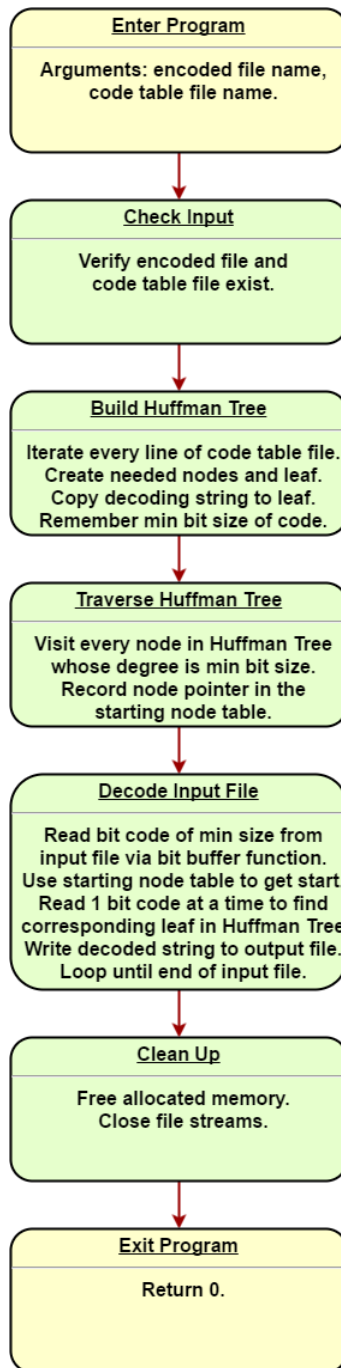 Enter Program
Arguments: encoded file name,
code table file name.
Check Input
Verify encoded file and
code table file exist.
Build Huffman Tree
Iterate every line of code table file.
Create needed nodes and leaf.
Copy decoding string to leaf.
Remember min bit size of code.
Traverse Huffman Tree
Visit every node in Huffman Tree
whose degree is min bit size.
Record node pointer in the
starting node table.
Decode Input File
Read bit code of min size from
input file via bit buffer function.
Use starting node table to get start.
Read 1 bit code at a time to find
corresponding leaf in Huffman Tree
Write decoded string to output file.
Loop until end of input file.
Clean Up
Free allocated memory.
Close file streams.
Exit Program
Return 0.